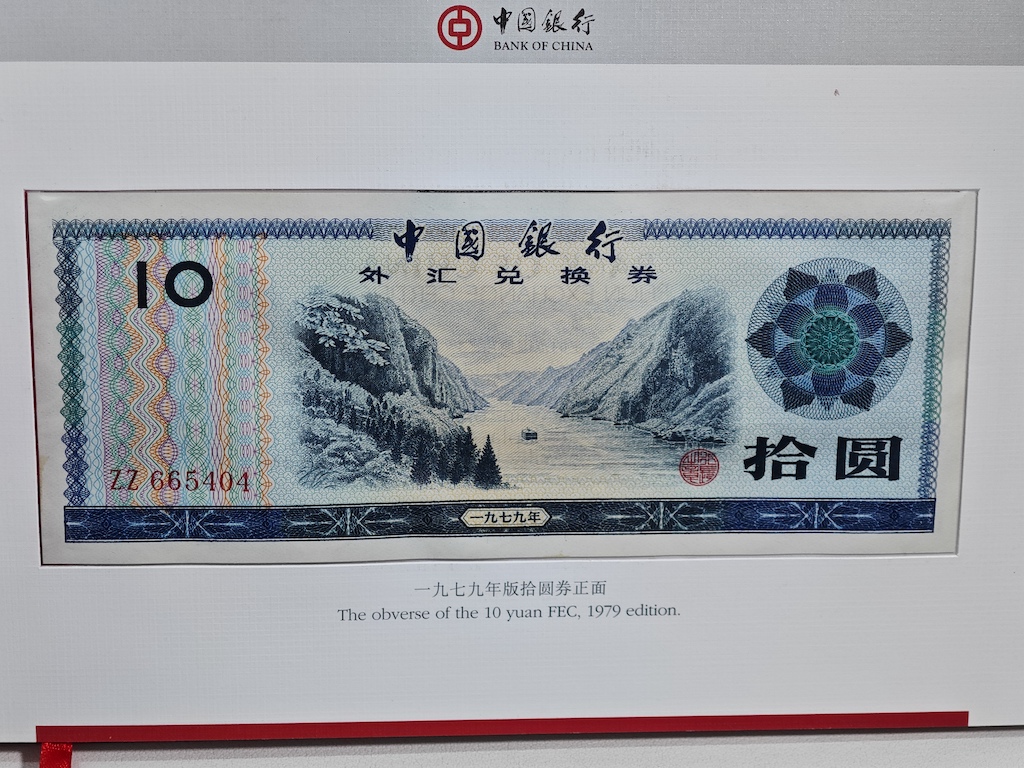 中国銀行
BANK OF CHINA
中國銀行
外汇兑换券
10
ZZ 665404
拾圆
一九七九年
一九七九年版拾圆券正面
The obverse of the 10 yuan FEC, 1979 edition.